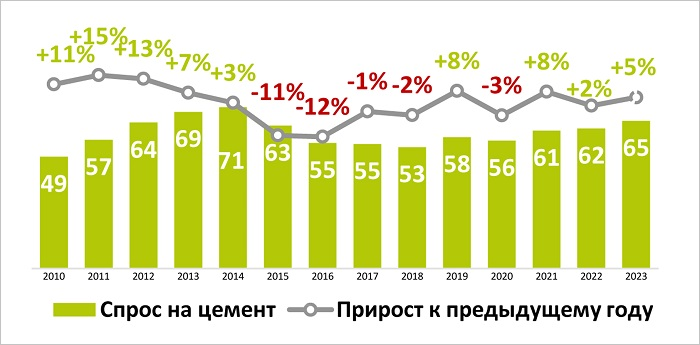 +11% +15% +13% +7% +3% -11% -12% -1% -2% +8% -3% +8% +2% +5%
49 57 64 69 71 63 55 55 53 58 56 61 62 65
2010 2011 2012 2013 2014 2015 2016 2017 2018 2019 2020 2021 2022 2023
Спрос на цемент Прирост к предыдущему году